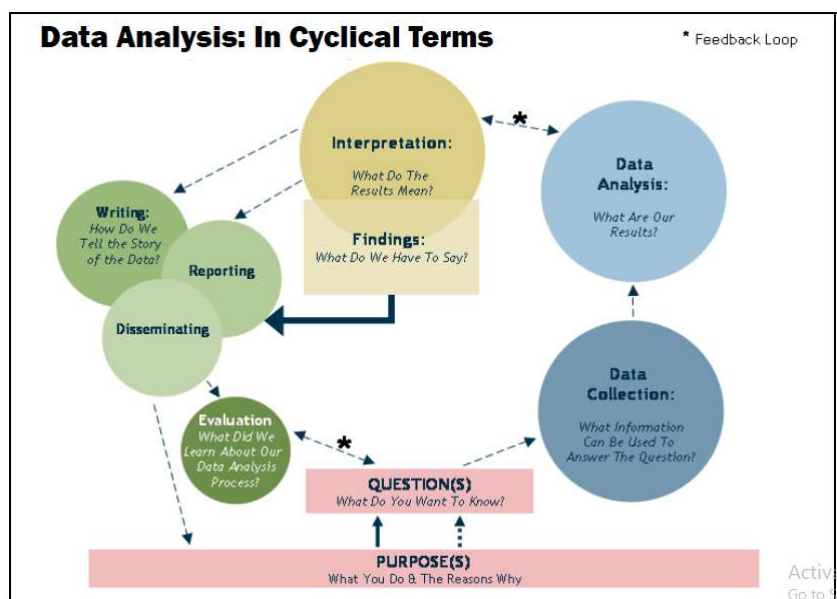 Data Analysis: In Cyclical Terms
* Feedback Loop
*
Interpretation:
What Do The
Results Mean?
Data
Analysis:
What Are Our
Results?
Writing:
How Do We
Tell the Story
of the Data?
Findings:
What Do We Have To Say?
Reporting
Disseminating
Data
Collection:
What Information
Can Be Used To
Answer The Question?
Evaluation
What Did We
Learn About Our
Data Analysis
Process?
*
QUESTION(S)
What Do You Want To Know?
PURPOSE(S)
What You Do & The Reasons Why
Go to